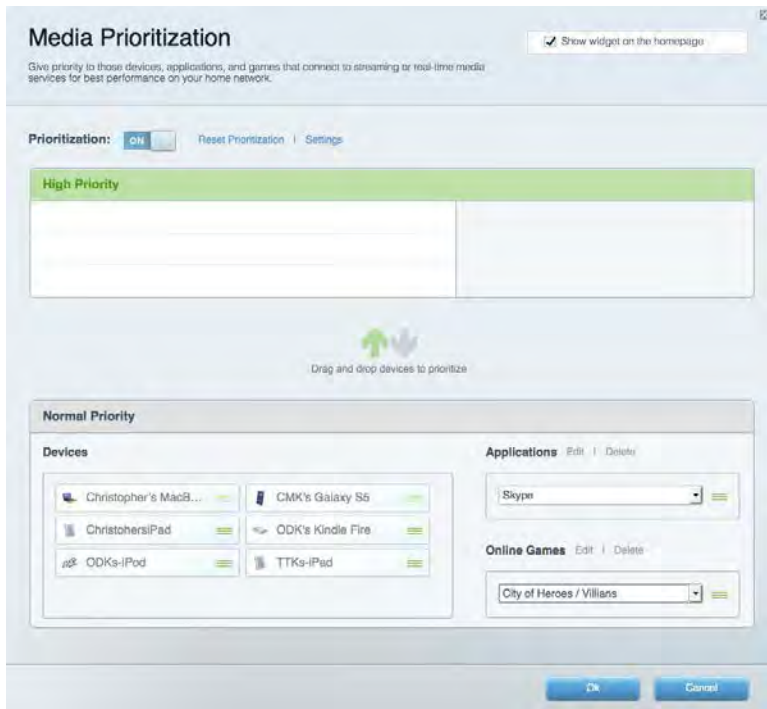 Media Prioritization
Show widget on the homepage
Give priority to those devices, applications, and games that connect to streaming or real-time media
services for best performance on your home network.
Prioritization: ON Reset Prioritization | Settings
High Priority
Drag and drop devices to prioritize
Normal Priority
Devices
Applications Edit | Delete
Christopher's MacB... CMK's Galaxy S5
Skype
ChristohersiPad ODK's Kindle Fire
ODKs-iPod TTKs-iPad
Online Games Edit | Delete
City of Heroes / Villians
Ok Cancel